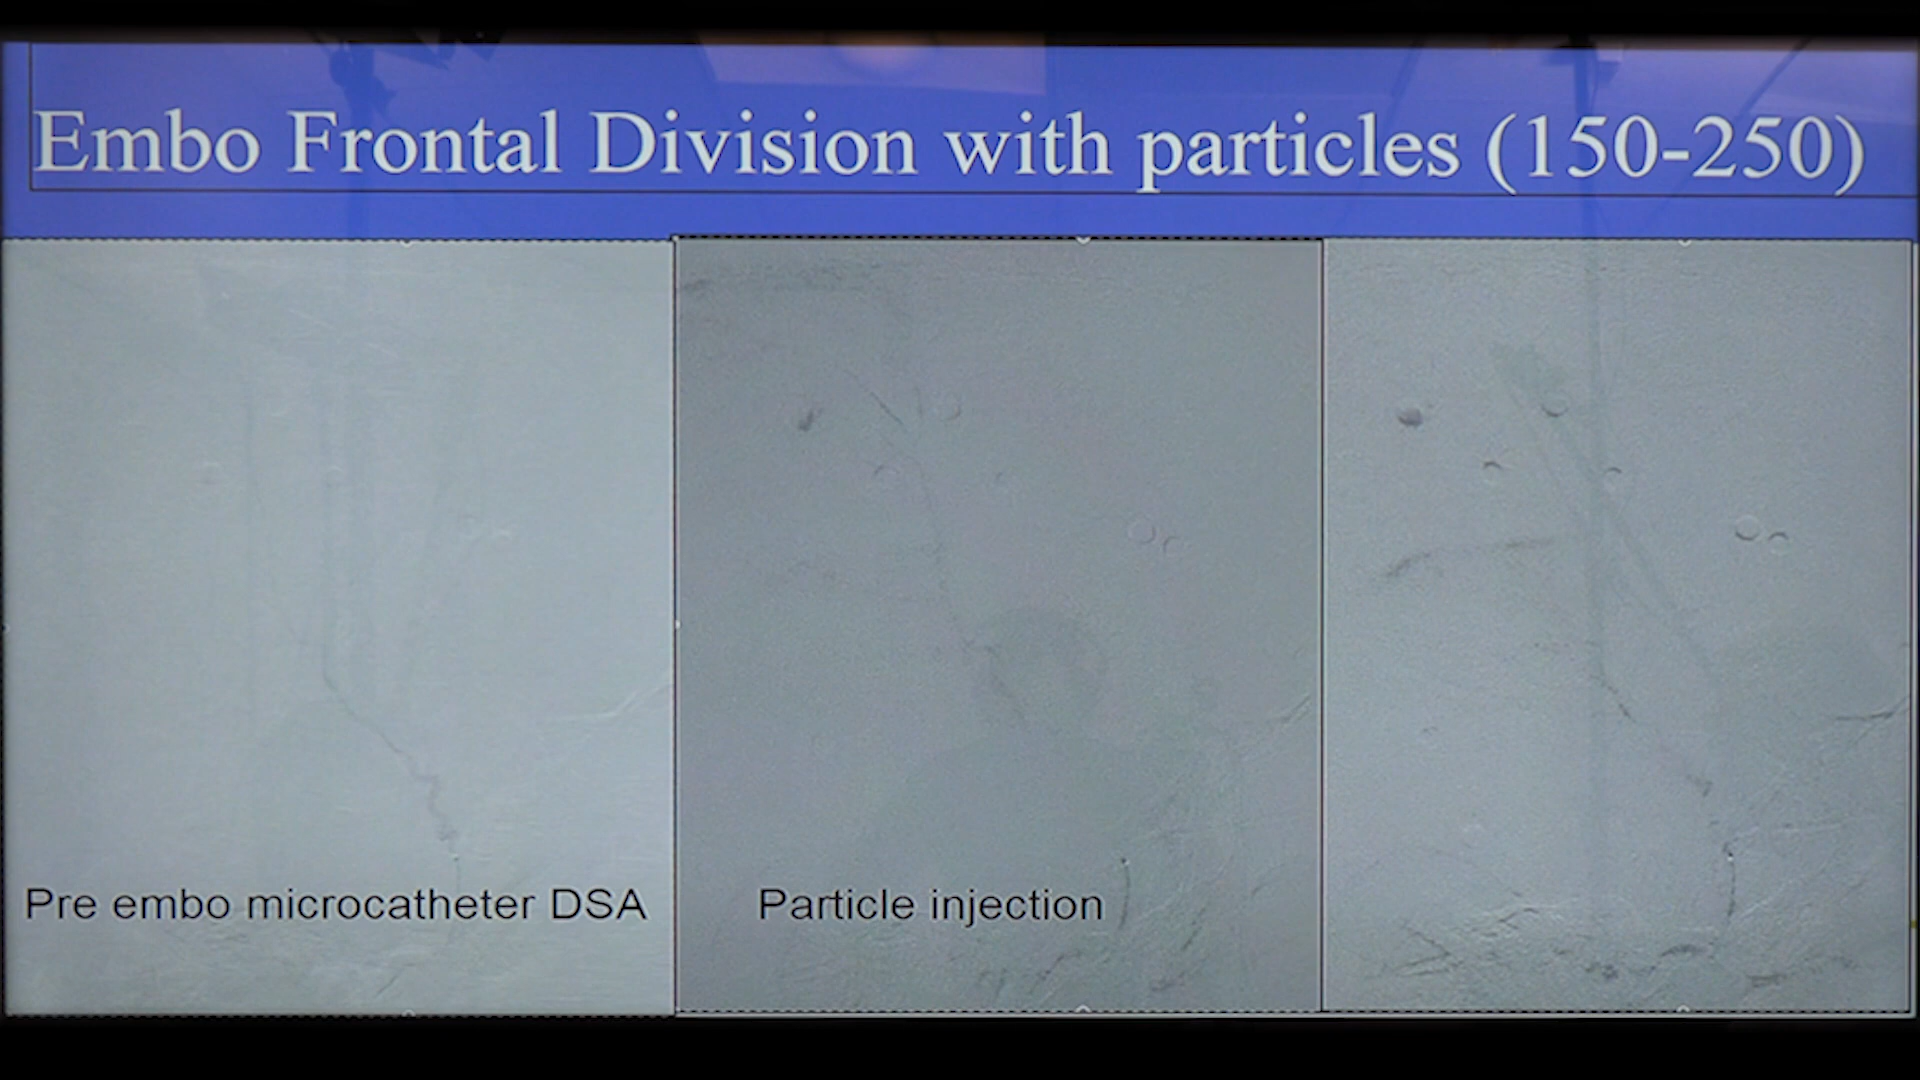 Embo Frontal Division with particles (150-250)
Pre embo microcatheter DSA
Particle injection